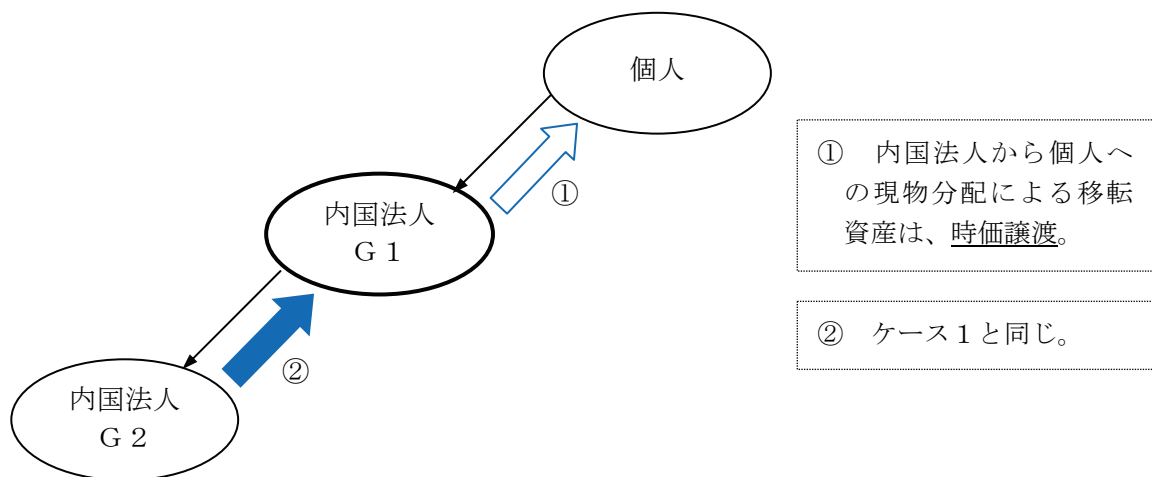 個人
①
内国法人
G1
②
内国法人
G2
① 内国法人から個人へ
の現物分配による移転
資産は、時価譲渡。
② ケース1と同じ。